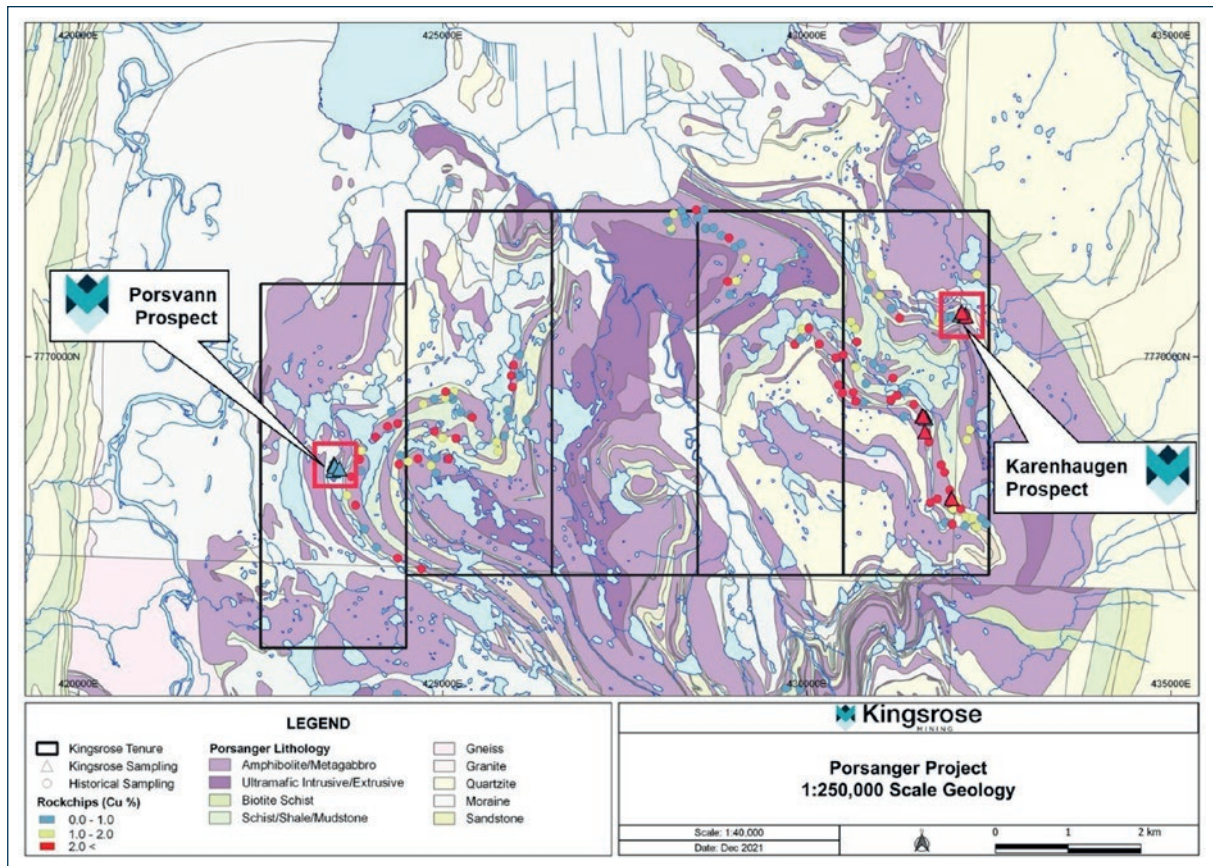 420000E
425000E
430000E
435000E
Porsvann
Prospect
7770000N
7770000N
Karenhaugen
Prospect
420000E
425000E
430000E
435000E
LEGEND
Kingsrose Tenure
Kingsrose Sampling
Historical Sampling
Rockchips (Cu %)
0.0 - 1.0
1.0 - 2.0
2.0 <
Porsanger Lithology
Amphibolite/Metagabbro
Ultramafic Intrusive/Extrusive
Biotite Schist
Schist/Shale/Mudstone
Gneiss
Granite
Quartzite
Moraine
Sandstone
Kingsrose
MINING
Porsanger Project
1:250,000 Scale Geology
Scale: 1:40,000
Date: Dec 2021
0 1 2 km